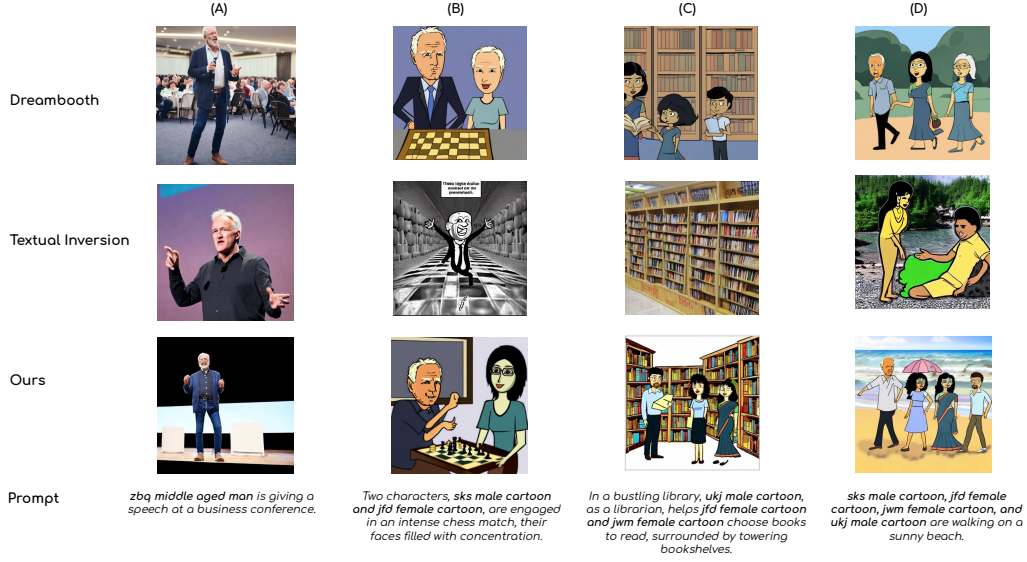 (A)
(B)
(C)
(D)
Dreambooth
Textual Inversion
Ours
Prompt
zbq middle aged man is giving a
speech at a business conference.
Two characters, sks male cartoon
and jfd female cartoon, are engaged
in an intense chess match, their
faces filled with concentration.
In a bustling library, ukj male cartoon,
as a librarian, helps jfd female cartoon
and jwm female cartoon choose books
to read, surrounded by towering
bookshelves.
sks male cartoon, jfd female
cartoon, jwm female cartoon, and
ukj male cartoon are walking on a
sunny beach.